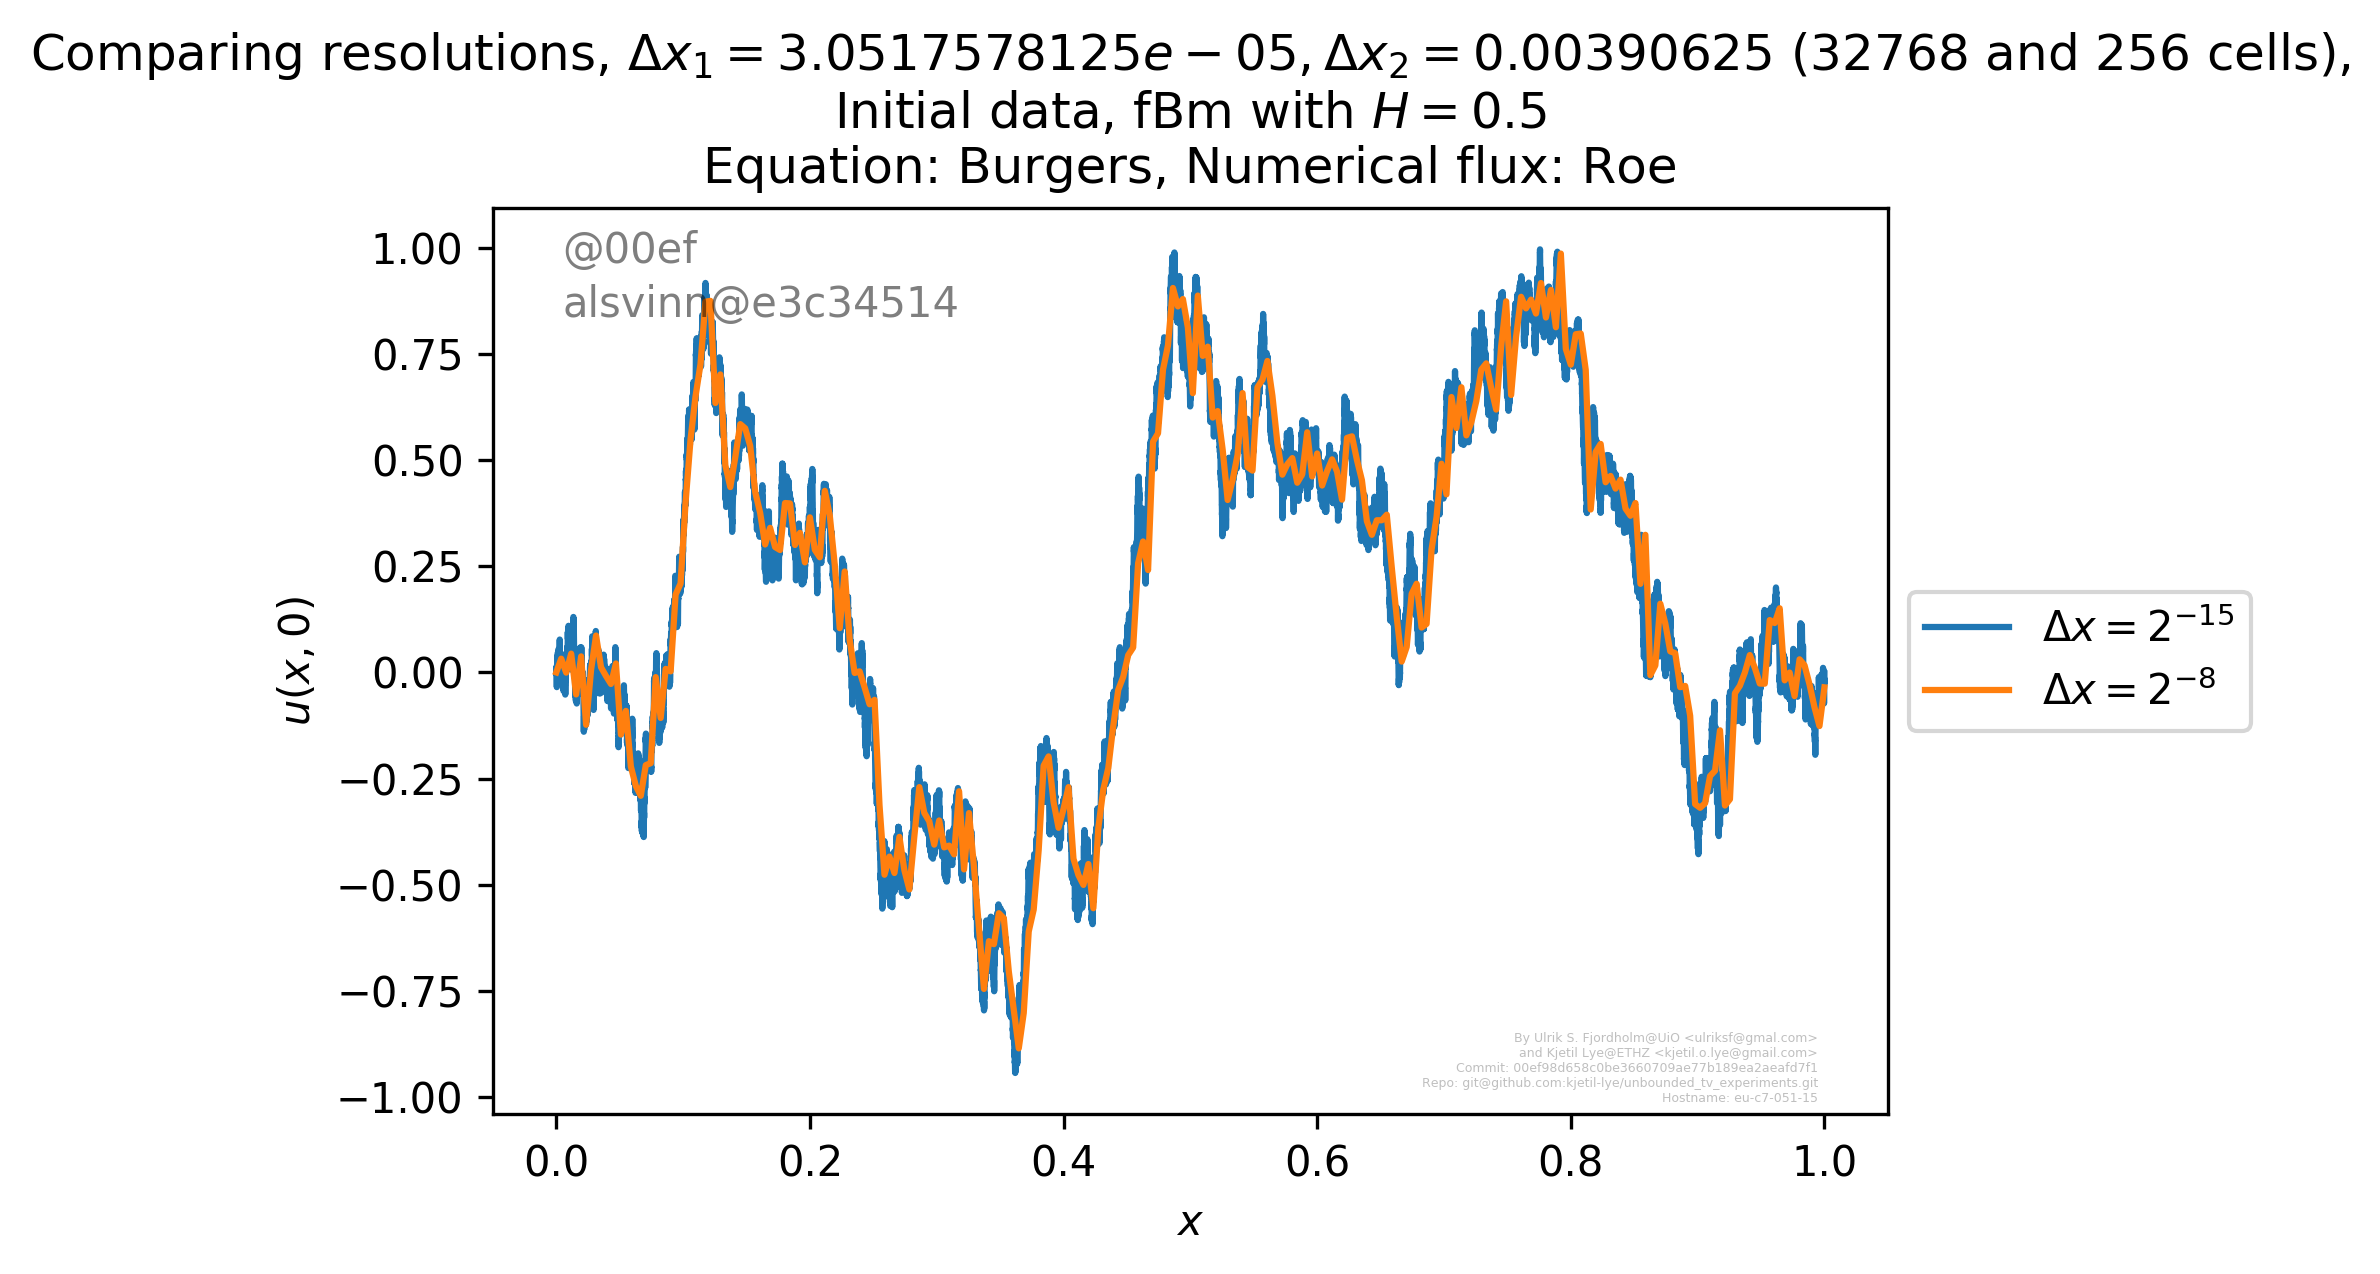 Comparing resolutions, Δx₁ = 3.0517578125e − 05, Δx₂ = 0.00390625 (32768 and 256 cells),
Initial data, fBm with H = 0.5
Equation: Burgers, Numerical flux: Roe
@00ef
alsvinn@e3c34514
1.00
0.75
0.50
0.25
0.00
−0.25
−0.50
−0.75
−1.00
u(x, 0)
Δx = 2⁻¹⁵
Δx = 2⁻⁸
By Ulrik S. Fjordholm@UiO <ulriksf@gmal.com>
and Kjetil Lye@ETHZ <kjetil.o.lye@gmail.com>
Commit: 00ef98d658c0be3660709ae77b189ea2aeafd7f1
Repo: git@github.com:kjetil-lye/unbounded_tv_experiments.git
Hostname: eu-c7-051-15
0.0 0.2 0.4 0.6 0.8 1.0
x